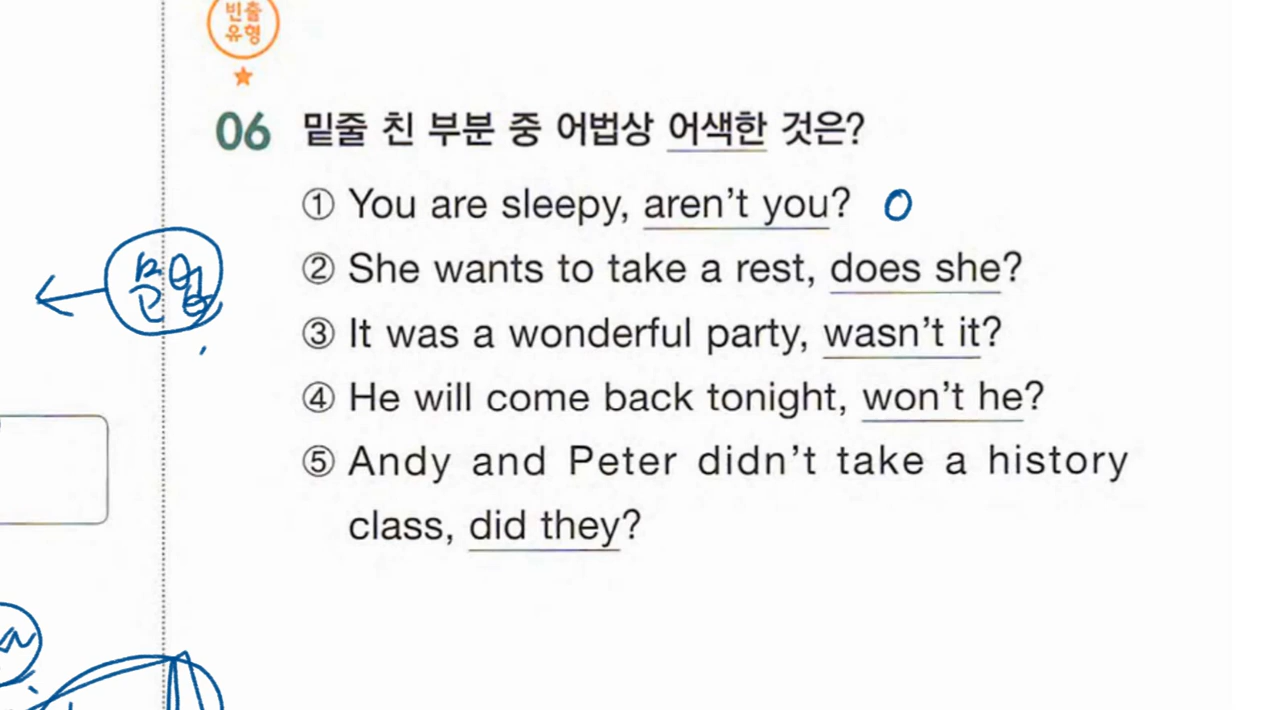 빈출
유형
06 밑줄 친 부분 중 어법상 어색한 것은?
① You are sleepy, aren't you? O
② She wants to take a rest, does she?
③ It was a wonderful party, wasn't it?
④ He will come back tonight, won't he?
⑤ Andy and Peter didn't take a history
class, did they?